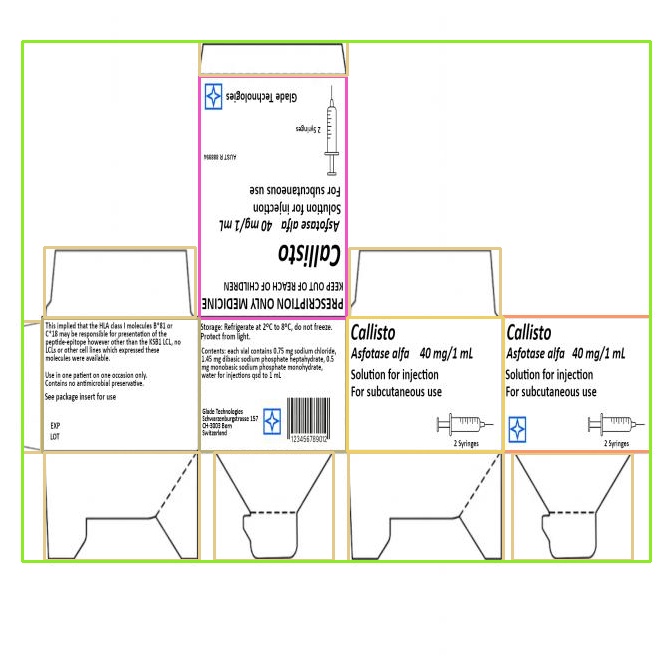 PRESCRIPTION ONLY MEDICINE
KEEP OUT OF REACH OF CHILDREN
Callisto
Asfotase alfa 40 mg/1 mL
Solution for injection
For subcutaneous use
AUST R 888994
2 Syringes
Glade Technologies
This implied that the HLA class I molecules B*81 or
C*18 may be responsible for presentation of the
peptide-epitope however other than the KSB1 LCL, no
LCLs or other cell lines which expressed these
molecules were available.
Use in one patient on one occasion only.
Contains no antimicrobial preservative.
See package insert for use
EXP
LOT
Storage: Refrigerate at 2ºC to 8ºC, do not freeze.
Protect from light.
Contents: each vial contains 0.75 mg sodium chloride,
1.45 mg dibasic sodium phosphate heptahydrate, 0.5
mg monobasic sodium phosphate monohydrate,
water for injections qsd to 1 mL
Glade Technologies
Schwarzenburgstrasse 157
CH-3003 Bern
Switzerland
123456789012
Callisto
Asfotase alfa 40 mg/1 mL
Solution for injection
For subcutaneous use
2 Syringes
Callisto
Asfotase alfa 40 mg/1 mL
Solution for injection
For subcutaneous use
2 Syringes